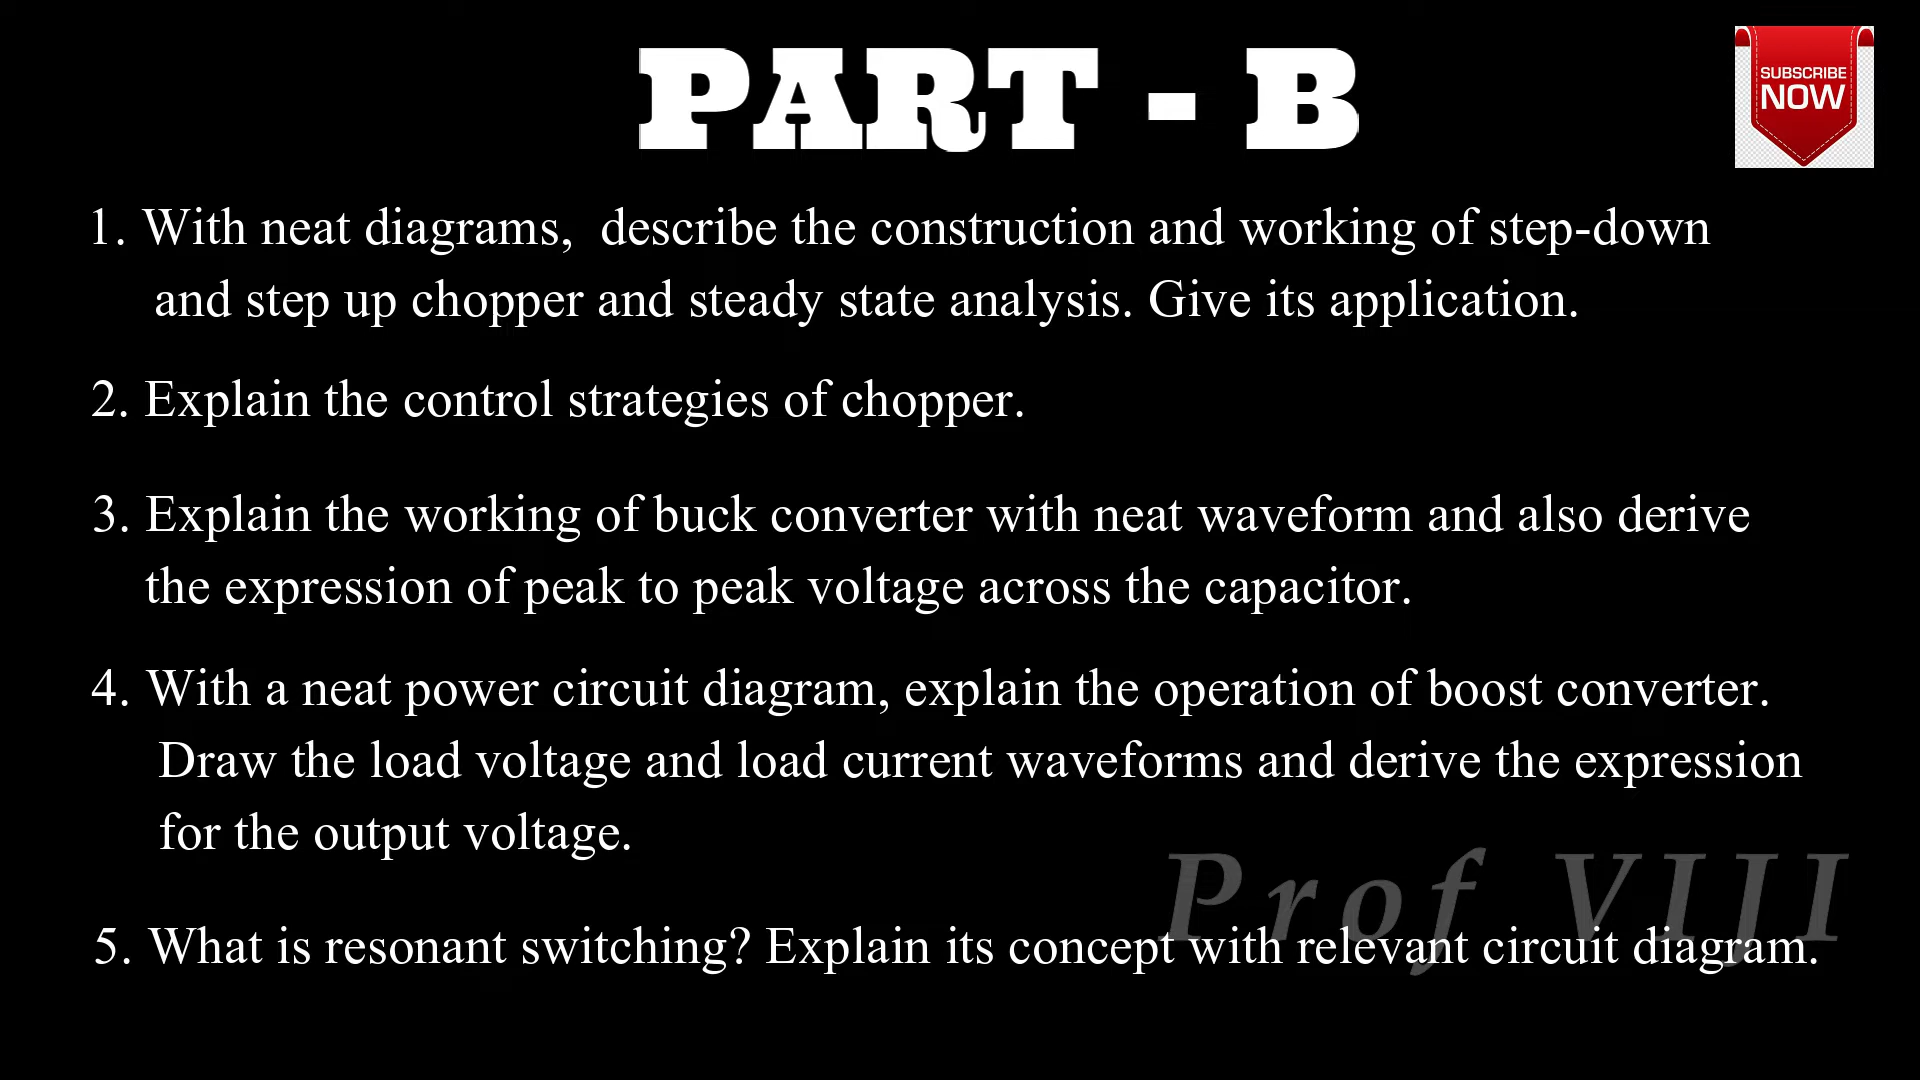 PART - B
SUBSCRIBE
NOW
1. With neat diagrams, describe the construction and working of step-down
and step up chopper and steady state analysis. Give its application.
2. Explain the control strategies of chopper.
3. Explain the working of buck converter with neat waveform and also derive
the expression of peak to peak voltage across the capacitor.
4. With a neat power circuit diagram, explain the operation of boost converter.
Draw the load voltage and load current waveforms and derive the expression
for the output voltage.
Prof VIJI
5. What is resonant switching? Explain its concept with relevant circuit diagram.